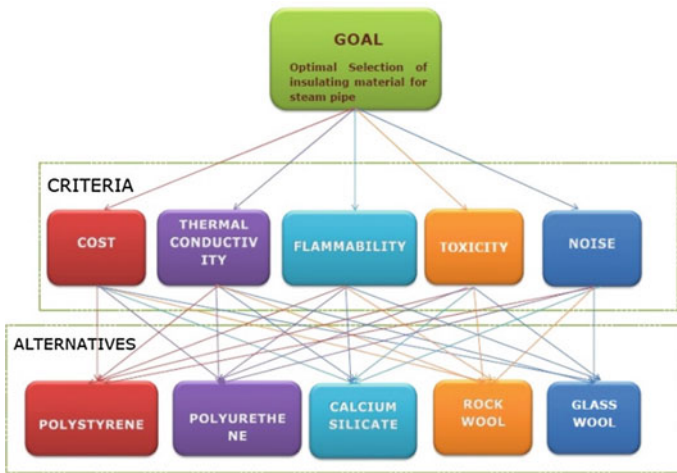 GOAL
Optimal Selection of
insulating material for
steam pipe
CRITERIA
COST
THERMAL
CONDUCTIV
ITY
FLAMMABILITY
TOXICITY
NOISE
ALTERNATIVES
POLYSTYRENE
POLYURETHE
NE
CALCIUM
SILICATE
ROCK
WOOL
GLASS
WOOL